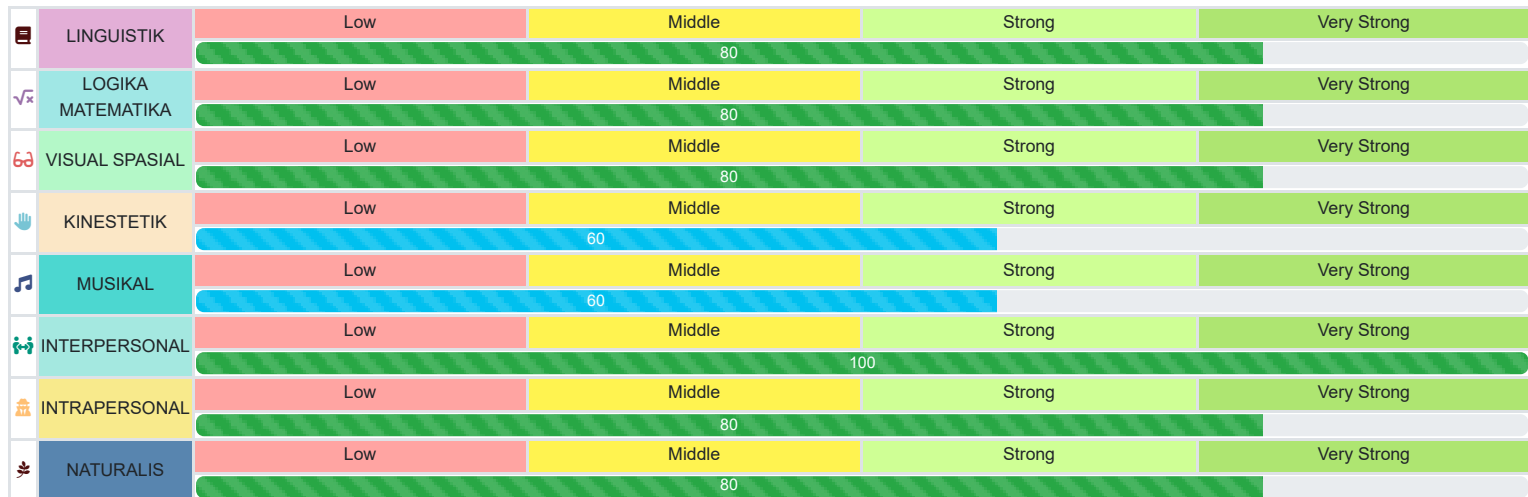 LINGUISTIK
Low Middle Strong Very Strong
80
LOGIKA
MATEMATIKA
Low Middle Strong Very Strong
80
VISUAL SPASIAL
Low Middle Strong Very Strong
80
KINESTETIK
Low Middle Strong Very Strong
60
MUSIKAL
Low Middle Strong Very Strong
60
INTERPERSONAL
Low Middle Strong Very Strong
100
INTRAPERSONAL
Low Middle Strong Very Strong
80
NATURALIS
Low Middle Strong Very Strong
80